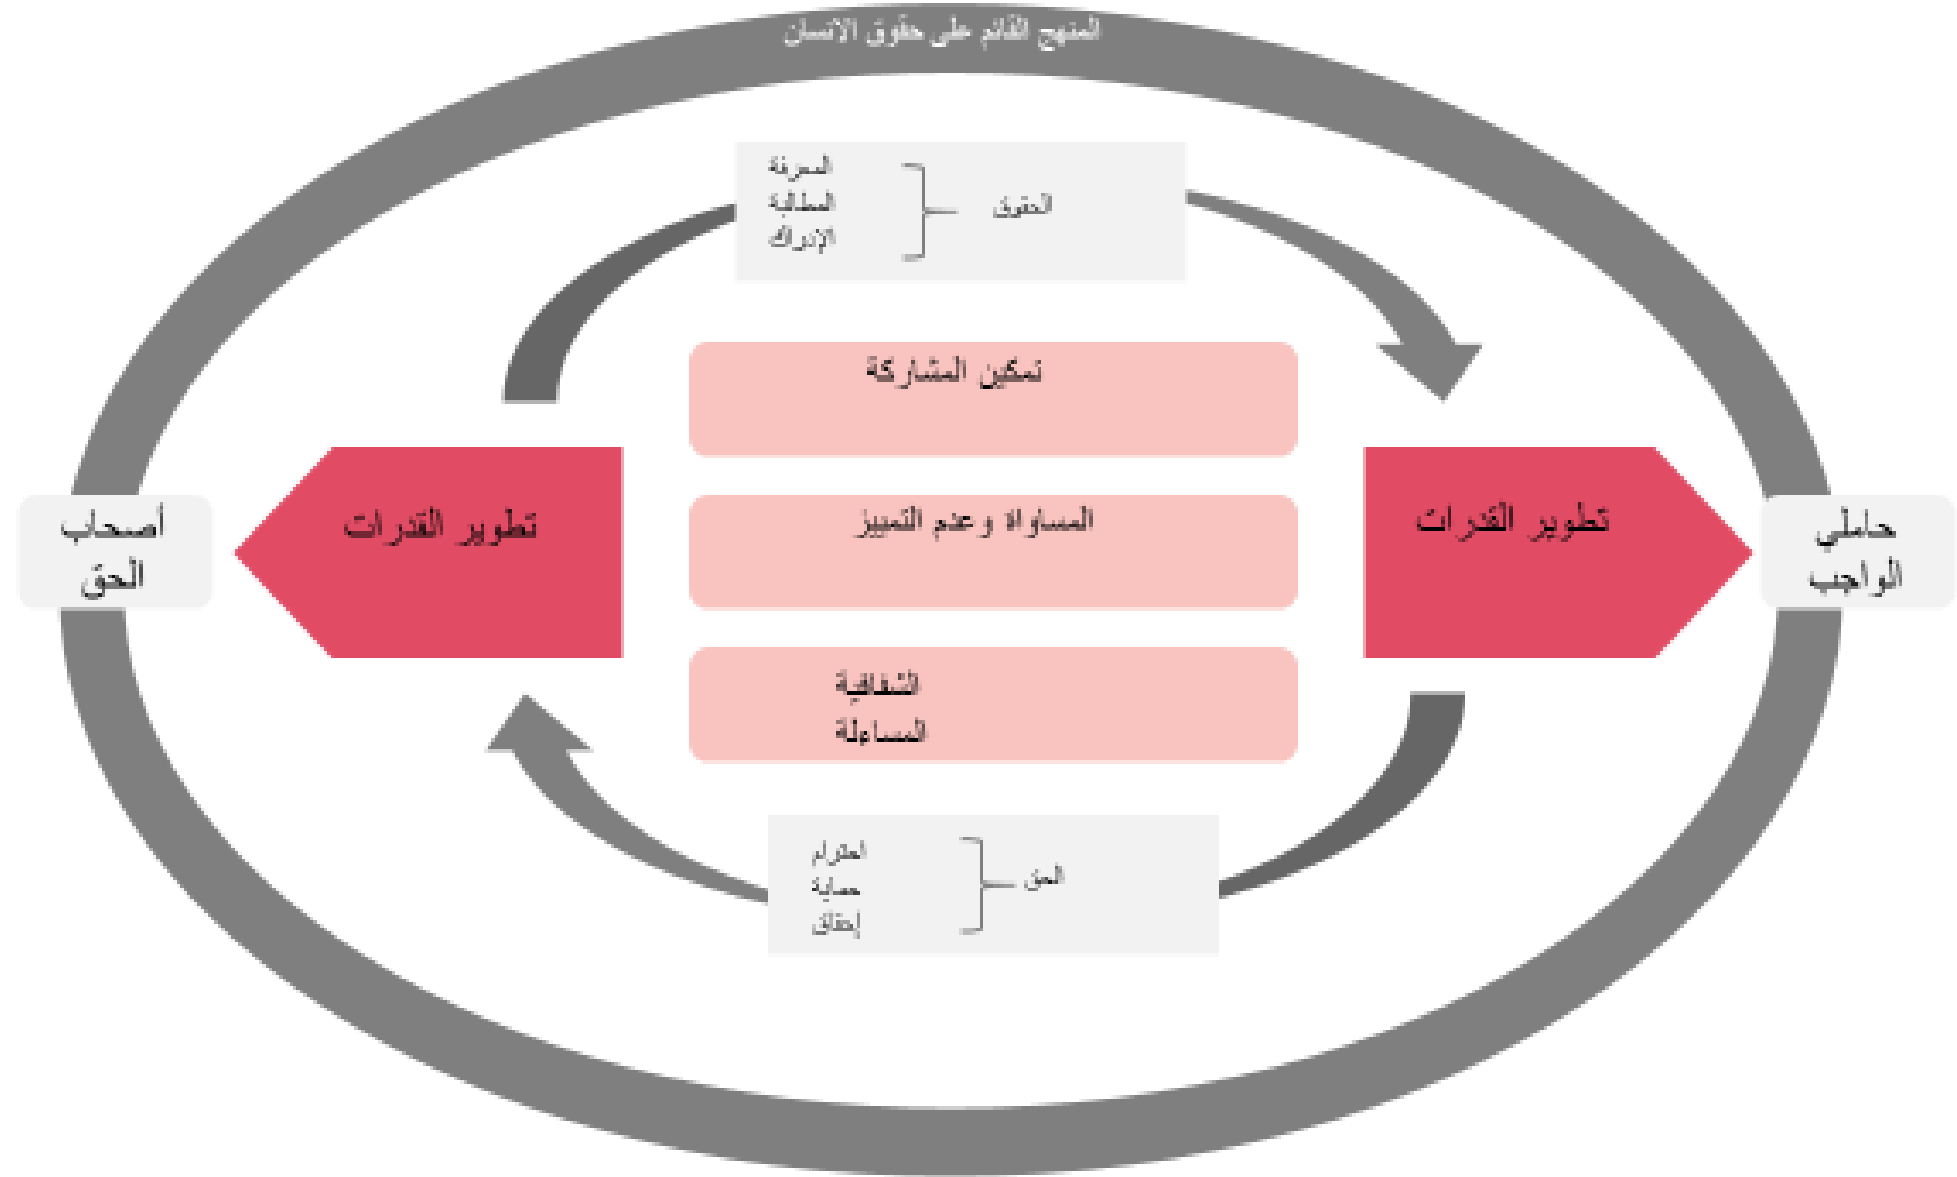 المنهج القائم على حقوق الانسان
المعرفة
المطالبة
الإدراك
الحقوق
تمكين المشاركة
تطوير القدرات
المساواة وعدم التمييز
تطوير القدرات
حاملي
الواجب
أصحاب
الحق
الشفافية
المساءلة
احترام
حماية
إحقاق
الحق